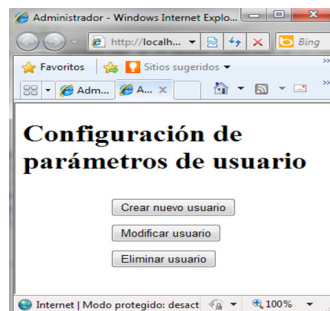 Administrador - Windows Internet Explo...
http://localh...
Bing
Favoritos
Sitios sugeridos
Adm...
A...
Configuración de
parámetros de usuario
Crear nuevo usuario
Modificar usuario
Eliminar usuario
Internet | Modo protegido: desact
100%